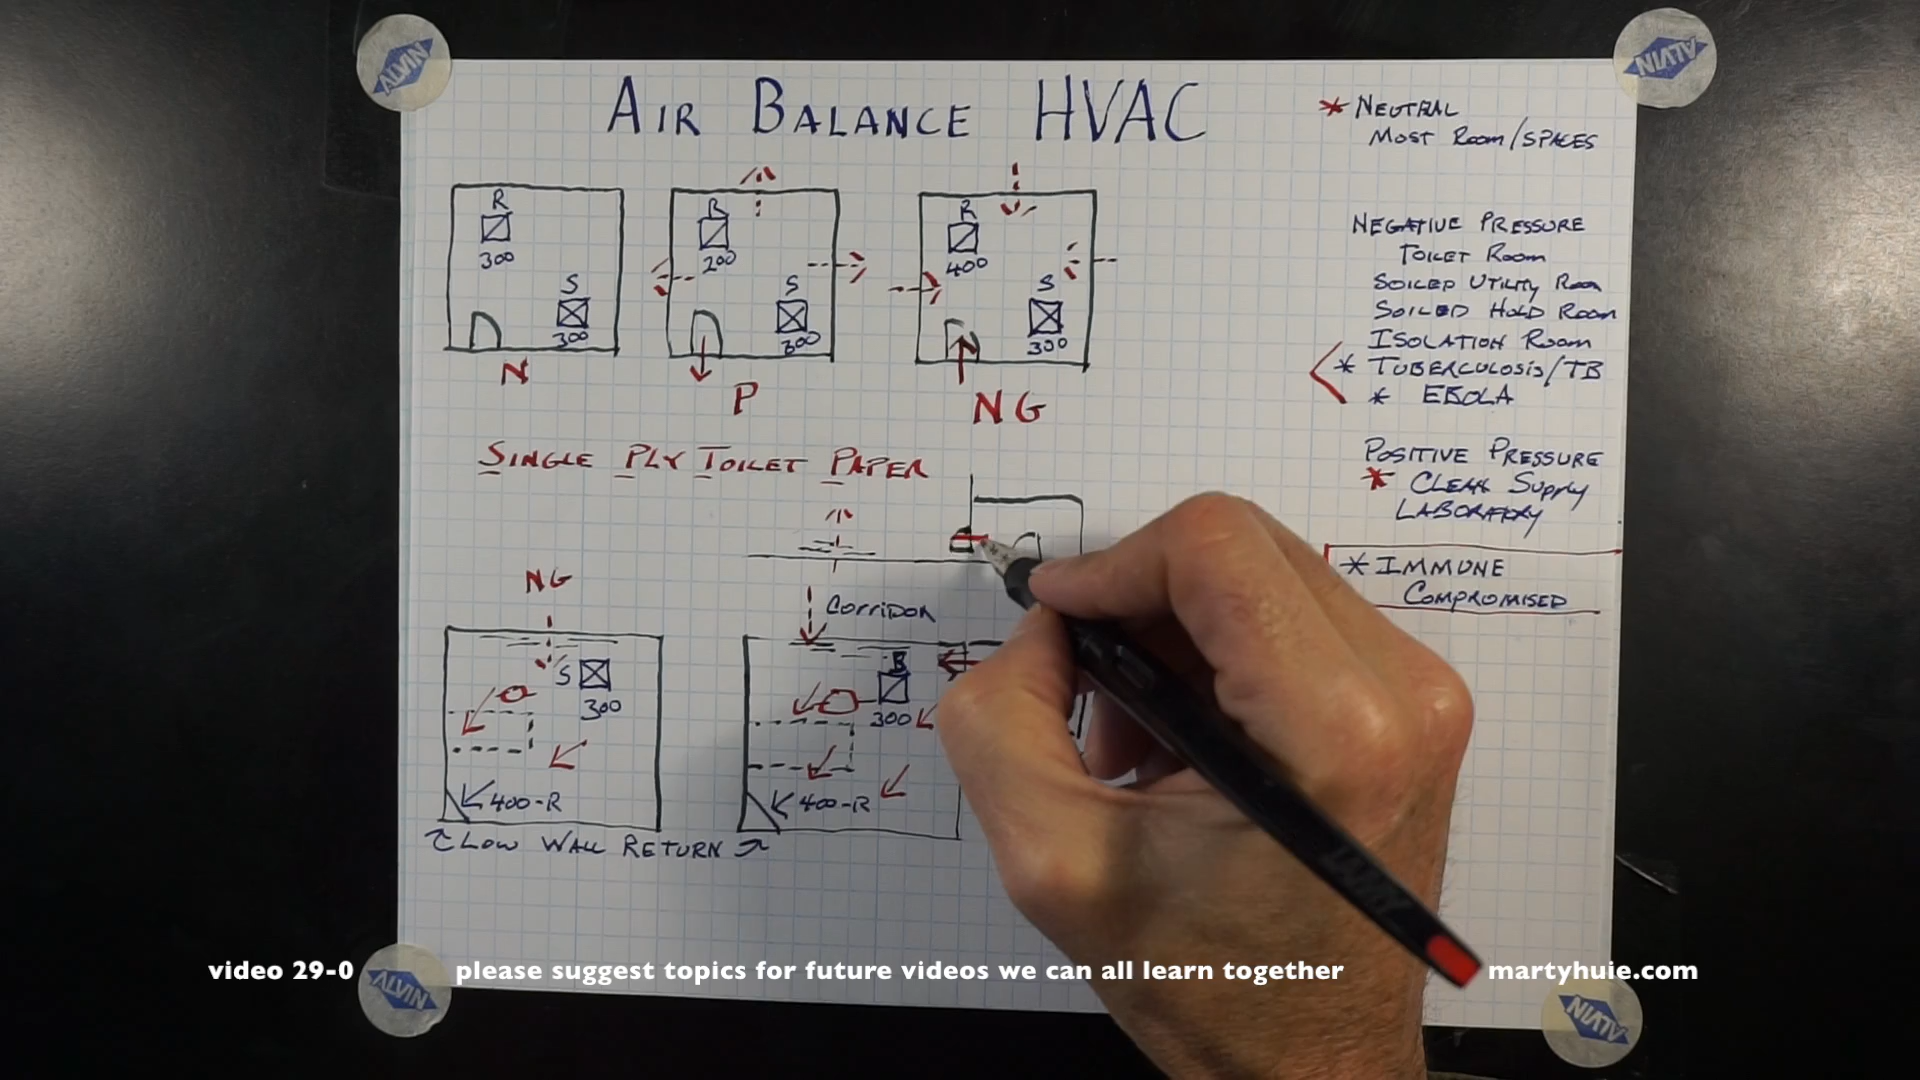 AIR BALANCE HVAC
R
300
S
300
N
R
200
S
300
P
R
400
S
300
NG
SINGLE PLY TOILET PAPER
NG
S
300
400-R
Corridor
R
300
400-R
LOW WALL RETURN
* NEUTRAL
MOST Room/SPACES
NEGATIVE PRESSURE
TOILET Room
SOILED UTILITY Room
SOILED HOLD Room
ISOLATION Room
* TUBERCULOSIS/TB
* EBOLA
POSITIVE PRESSURE
* CLEAN Supply
LABORATORY
* IMMUNE
COMPROMISED
ALVIN
ALVIN
ALVIN
ALVIN
LAMY
video 29-0
please suggest topics for future videos we can all learn together
martyhuie.com